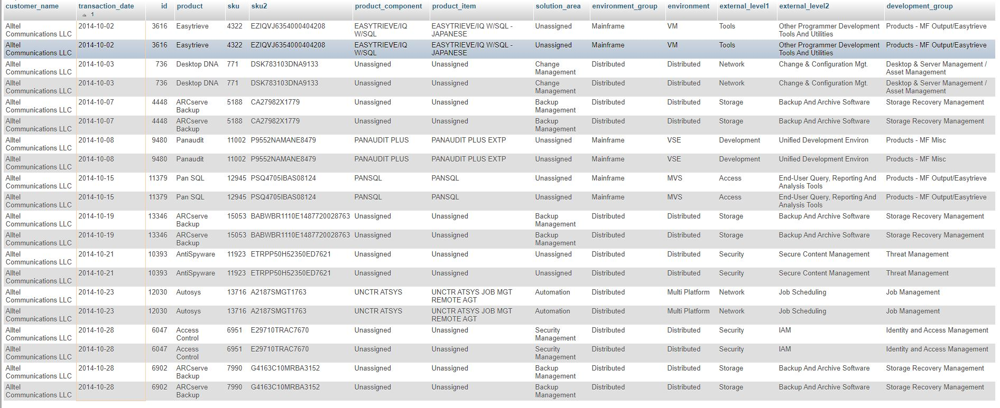 customer_name transaction_date id product sku sku2 product_component product_item solution_area environment_group environment external_level1 external_level2 development_group
1
Alltel 2014-10-02 3616 Easytrieve 4322 EZIQVJ6354000404208 EASYTRIEVE/IQ EASYTRIEVE/IQ W/SQL - Unassigned Mainframe VM Tools Other Programmer Development Products - MF Output/Easytrieve
Communications LLC W/SQL JAPANESE Tools And Utilities
Alltel 2014-10-02 3616 Easytrieve 4322 EZIQVJ6354000404208 EASYTRIEVE/IQ EASYTRIEVE/IQ W/SQL - Unassigned Mainframe VM Tools Other Programmer Development Products - MF Output/Easytrieve
Communications LLC W/SQL JAPANESE Tools And Utilities
Alltel 2014-10-03 736 Desktop DNA 771 DSK783103DNA9133 Unassigned Unassigned Change Distributed Distributed Network Change & Configuration Mgt. Desktop & Server Management /
Communications LLC Management Asset Management
Alltel 2014-10-03 736 Desktop DNA 771 DSK783103DNA9133 Unassigned Unassigned Change Distributed Distributed Network Change & Configuration Mgt. Desktop & Server Management /
Communications LLC Management Asset Management
Alltel 2014-10-07 4448 ARCserve 5188 CA27982X1779 Unassigned Unassigned Backup Distributed Distributed Storage Backup And Archive Software Storage Recovery Management
Communications LLC Backup Management
Alltel 2014-10-07 4448 ARCserve 5188 CA27982X1779 Unassigned Unassigned Backup Distributed Distributed Storage Backup And Archive Software Storage Recovery Management
Communications LLC Backup Management
Alltel 2014-10-08 9480 Panaudit 11002 P9552NAMANE8479 PANAUDIT PLUS PANAUDIT PLUS EXTP Unassigned Mainframe VSE Development Unified Development Environ Products - MF Misc
Communications LLC
Alltel 2014-10-08 9480 Panaudit 11002 P9552NAMANE8479 PANAUDIT PLUS PANAUDIT PLUS EXTP Unassigned Mainframe VSE Development Unified Development Environ Products - MF Misc
Communications LLC
Alltel 2014-10-15 11379 Pan SQL 12945 PSQ4705IBAS08124 PANSQL PANSQL Unassigned Mainframe MVS Access End-User Query, Reporting And Products - MF Output/Easytrieve
Communications LLC Analysis Tools
Alltel 2014-10-15 11379 Pan SQL 12945 PSQ4705IBAS08124 PANSQL PANSQL Unassigned Mainframe MVS Access End-User Query, Reporting And Products - MF Output/Easytrieve
Communications LLC Analysis Tools
Alltel 2014-10-19 13346 ARCserve 15053 BABWBR1110E1487720028763 Unassigned Unassigned Backup Distributed Distributed Storage Backup And Archive Software Storage Recovery Management
Communications LLC Backup Management
Alltel 2014-10-19 13346 ARCserve 15053 BABWBR1110E1487720028763 Unassigned Unassigned Backup Distributed Distributed Storage Backup And Archive Software Storage Recovery Management
Communications LLC Backup Management
Alltel 2014-10-21 10393 AntiSpyware 11923 ETRPP50H52350ED7621 Unassigned Unassigned Unassigned Distributed Distributed Security Secure Content Management Threat Management
Communications LLC
Alltel 2014-10-21 10393 AntiSpyware 11923 ETRPP50H52350ED7621 Unassigned Unassigned Unassigned Distributed Distributed Security Secure Content Management Threat Management
Communications LLC
Alltel 2014-10-23 12030 Autosys 13716 A2187SMGT1763 UNCTR ATSYS UNCTR ATSYS JOB MGT Automation Distributed Multi Platform Network Job Scheduling Job Management
Communications LLC REMOTE AGT
Alltel 2014-10-23 12030 Autosys 13716 A2187SMGT1763 UNCTR ATSYS UNCTR ATSYS JOB MGT Automation Distributed Multi Platform Network Job Scheduling Job Management
Communications LLC REMOTE AGT
Alltel 2014-10-28 6047 Access 6951 E29710TRAC7670 Unassigned Unassigned Security Distributed Distributed Security IAM Identity and Access Management
Communications LLC Control Management
Alltel 2014-10-28 6047 Access 6951 E29710TRAC7670 Unassigned Unassigned Security Distributed Distributed Security IAM Identity and Access Management
Communications LLC Control Management
Alltel 2014-10-28 6902 ARCserve 7990 G4163C10MRBA3152 Unassigned Unassigned Backup Distributed Distributed Storage Backup And Archive Software Storage Recovery Management
Communications LLC Backup Management
Alltel 2014-10-28 6902 ARCserve 7990 G4163C10MRBA3152 Unassigned Unassigned Backup Distributed Distributed Storage Backup And Archive Software Storage Recovery Management
Communications LLC Backup Management